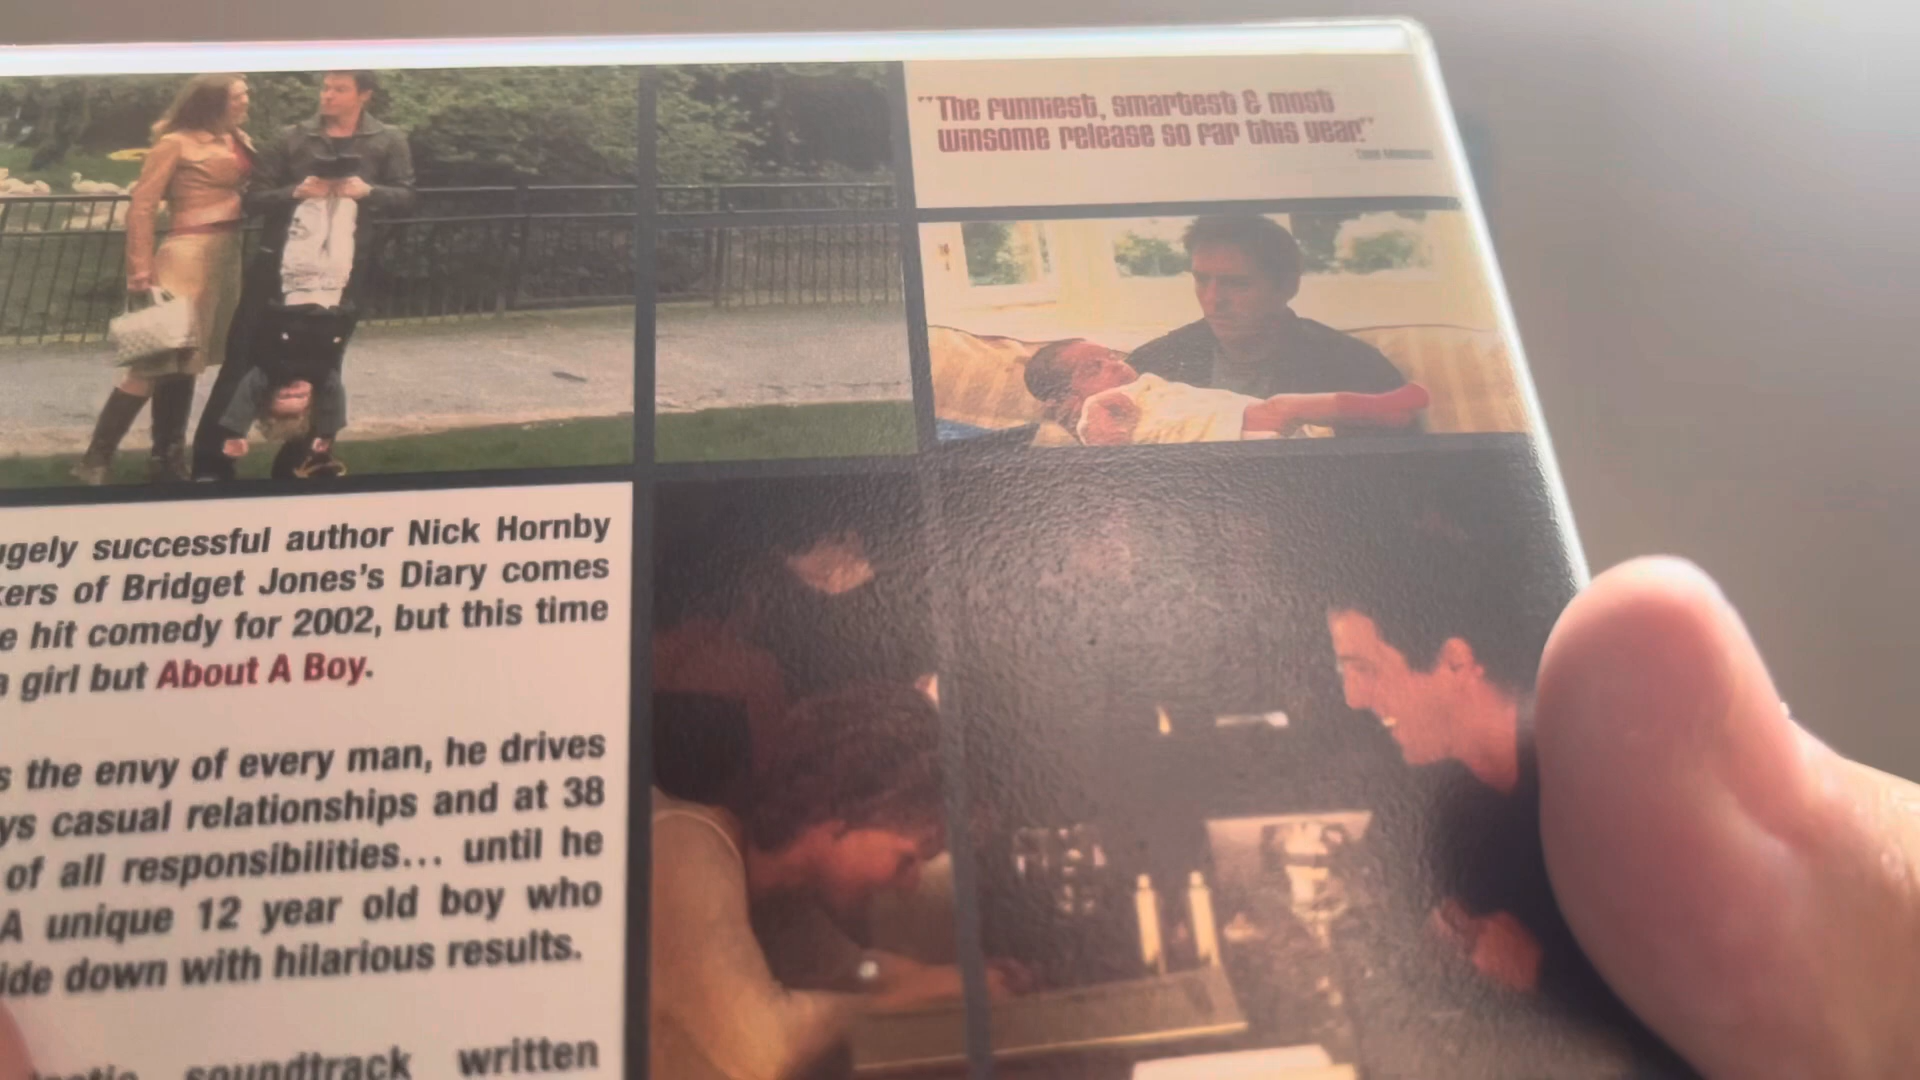 "The funniest, smartest & most
winsome release so far this year."
ugely successful author Nick Hornby
kers of Bridget Jones's Diary comes
e hit comedy for 2002, but this time
a girl but About A Boy.
s the envy of every man, he drives
ys casual relationships and at 38
of all responsibilities... until he
A unique 12 year old boy who
ide down with hilarious results.
soundtrack written